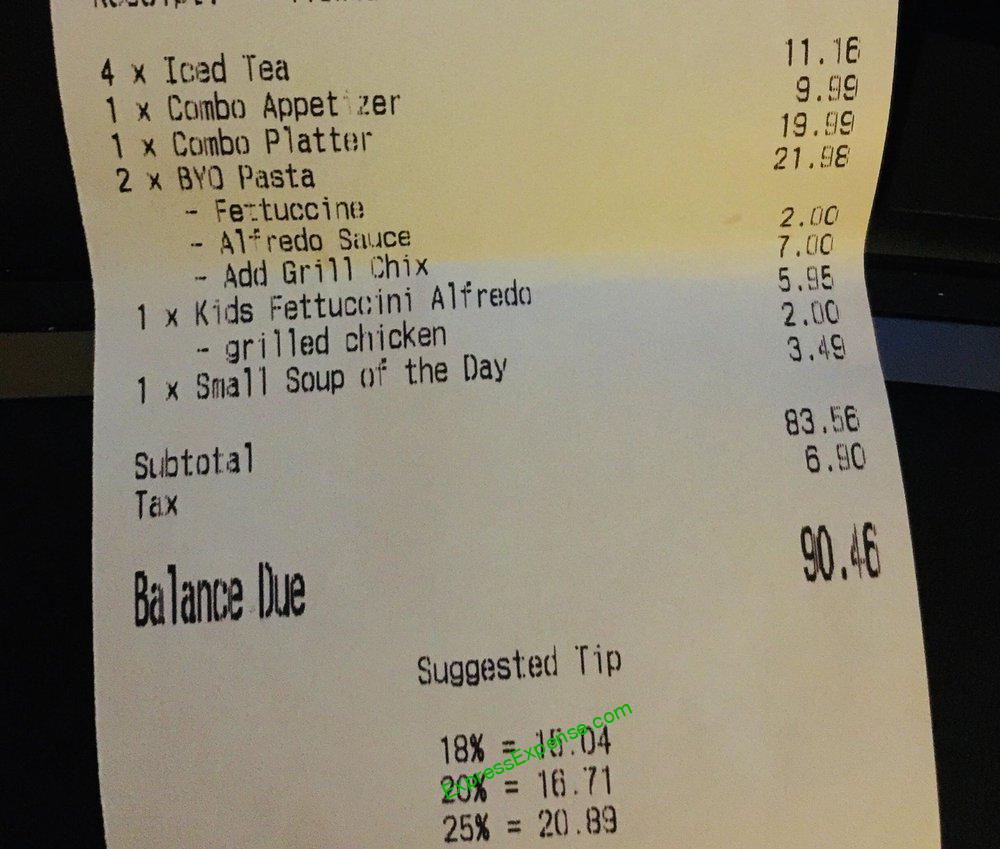 Receipt:
4 x Iced Tea 11.16
1 x Combo Appetizer 9.99
1 x Combo Platter 19.99
2 x BYO Pasta 21.98
- Fettuccine
- Alfredo Sauce 2.00
- Add Grill Chix 7.00
1 x Kids Fettuccini Alfredo 5.95
- grilled chicken 2.00
1 x Small Soup of the Day 3.49
Subtotal 83.56
Tax 6.90
Balance Due 90.46
Suggested Tip
18% = 15.04
20% = 16.71
25% = 20.89
ExpressExpense.com